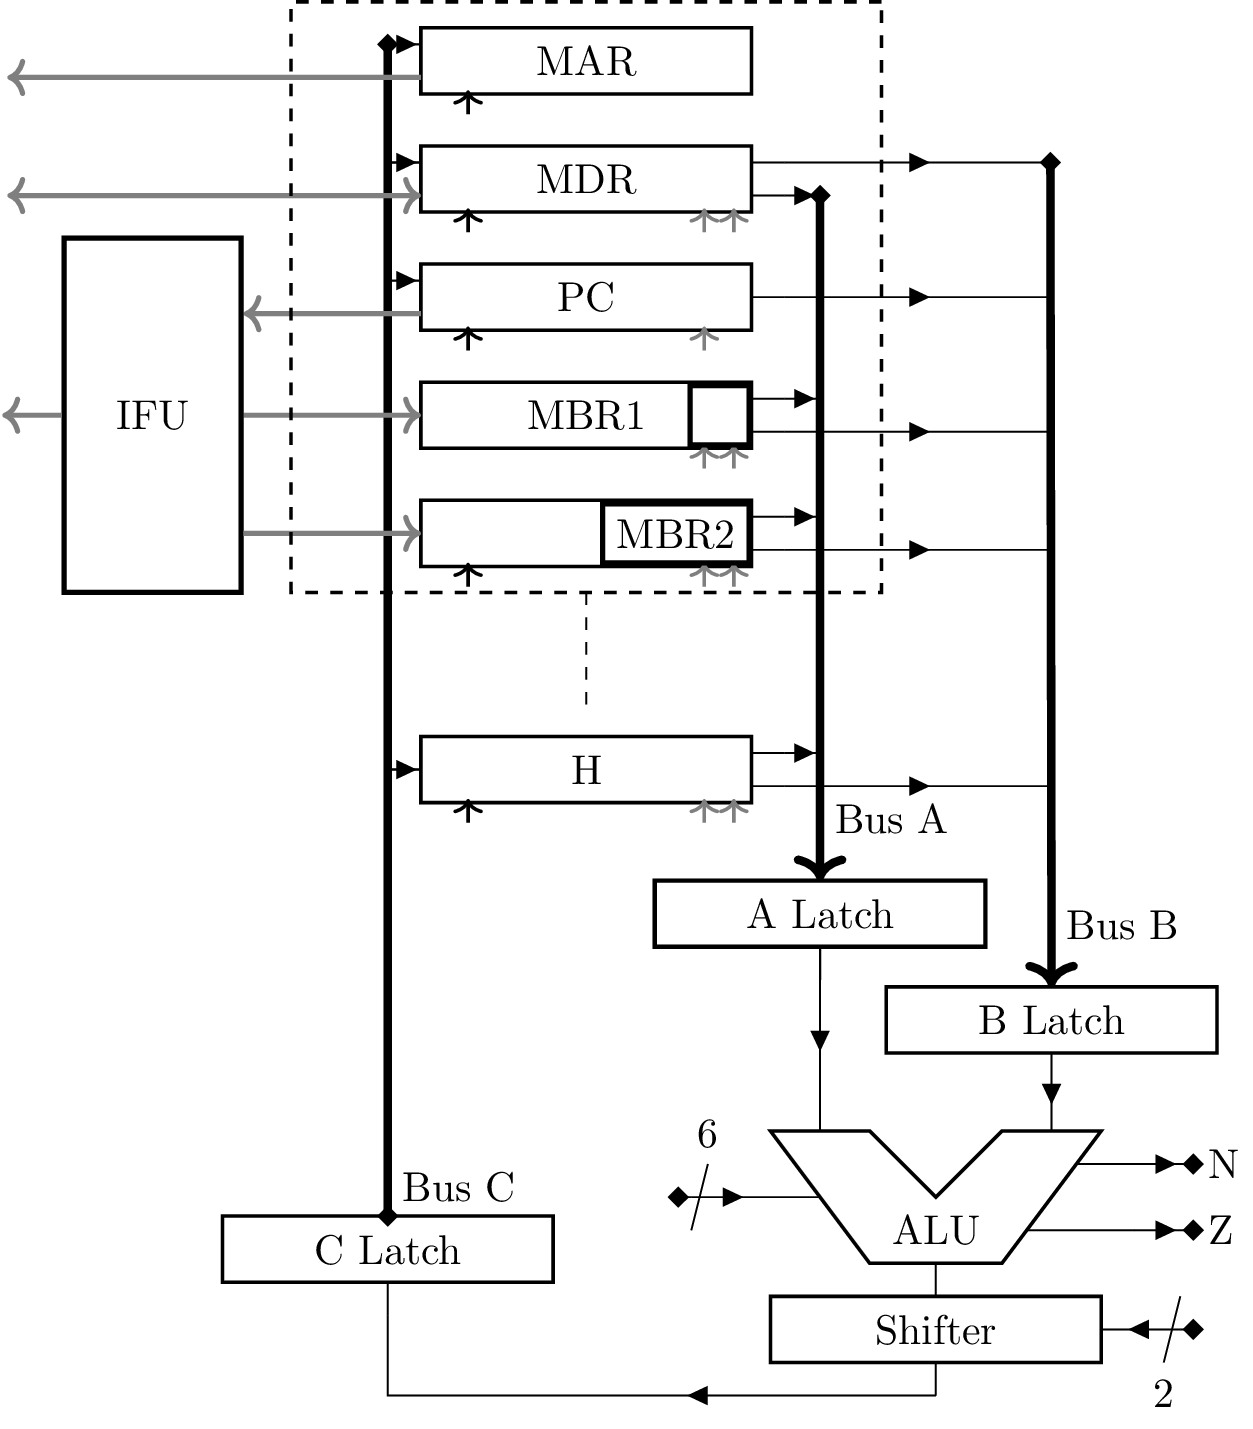 MAR
MDR
PC
IFU
MBR1
MBR2
H
Bus A
A Latch
Bus B
B Latch
6
N
Bus C
ALU
Z
C Latch
Shifter
2